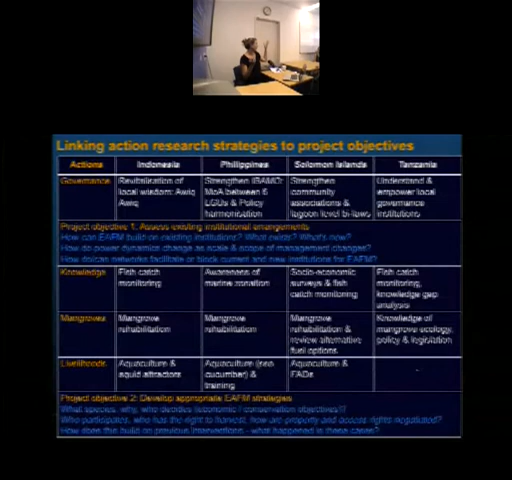 Linking action research strategies to project objectives
Actions Indonesia Philippines Solomon Islands Tanzania
Governance
Revitalisation of
local wisdom: Awig
Awig
Strengthen IBAMO:
MoA between 5
LGUs & Policy
harmonisation
Strengthen
community
associations &
lagoon level bi-laws
Understand &
empower local
governance
institutions
Project objective 1: Assess existing institutional arrangements
How can EAFM build on existing institutions? What exists? What's new?
How do power dynamics change as scale & scope of management changes?
How do/can networks facilitate or block current and new institutions for EAFM?
Knowledge
Fish catch
monitoring
Awareness of
marine zonation
Socio-economic
surveys & fish
catch monitoring
Fish catch
monitoring,
knowledge gap
analysis
Mangroves
Mangrove
rehabilitation
Mangrove
rehabilitation
Mangrove
rehabilitation &
review alternative
fuel options
Knowledge of
mangrove ecology,
policy & legislation
Livelihoods
Aquaculture &
squid attractors
Aquaculture (sea
cucumber) &
training
Aquaculture &
FADs
-
Project objective 2: Develop appropriate EAFM strategies
What species, why, who decides (economic / conservation objectives)?
Who participates, who has the right to harvest, how are property and access rights negotiated?
How does this build on previous interventions - what happened in these cases?